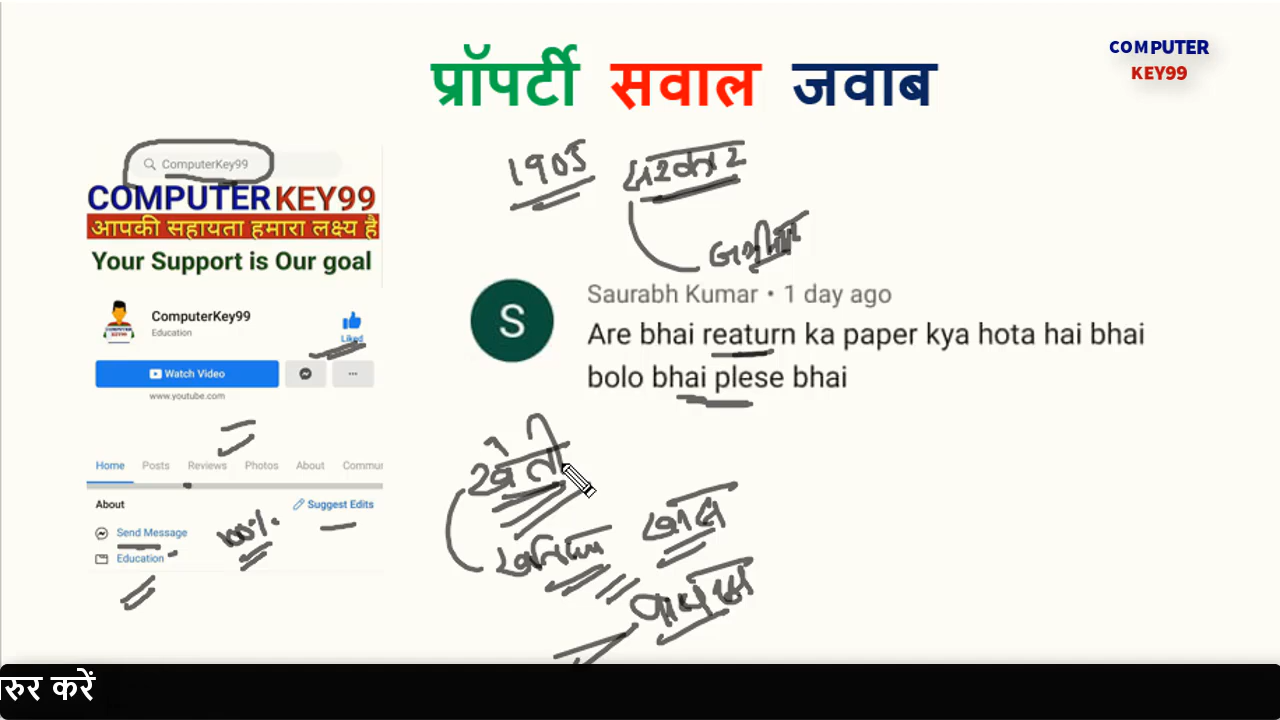 COMPUTER
KEY99
प्रॉपर्टी सवाल जवाब
ComputerKey99
COMPUTER KEY99
आपकी सहायता हमारा लक्ष्य है
Your Support is Our goal
ComputerKey99
Education
Liked
Watch Video
www.youtube.com
Home Posts Reviews Photos About Commun
About
Suggest Edits
Send Message
Education
100%
1905 सरकार
S
Saurabh Kumar • 1 day ago
Are bhai reaturn ka paper kya hota hai bhai
bolo bhai plese bhai
खेती
रुर करें